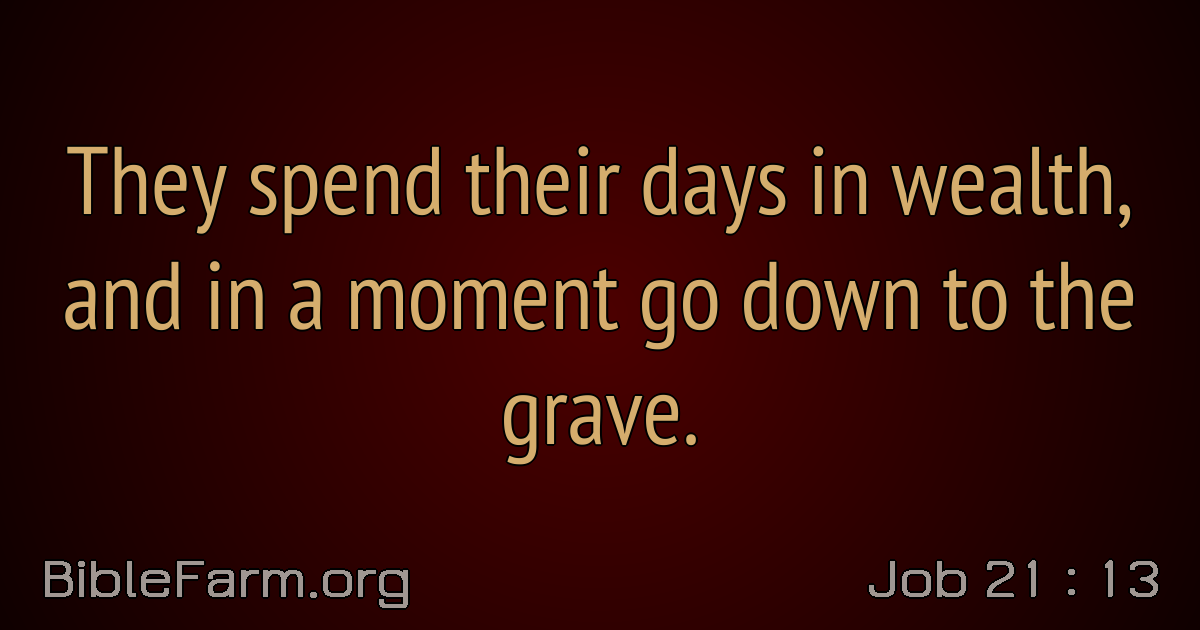 They spend their days in wealth,
and in a moment go down to the
grave.
BibleFarm.org
Job 21 : 13